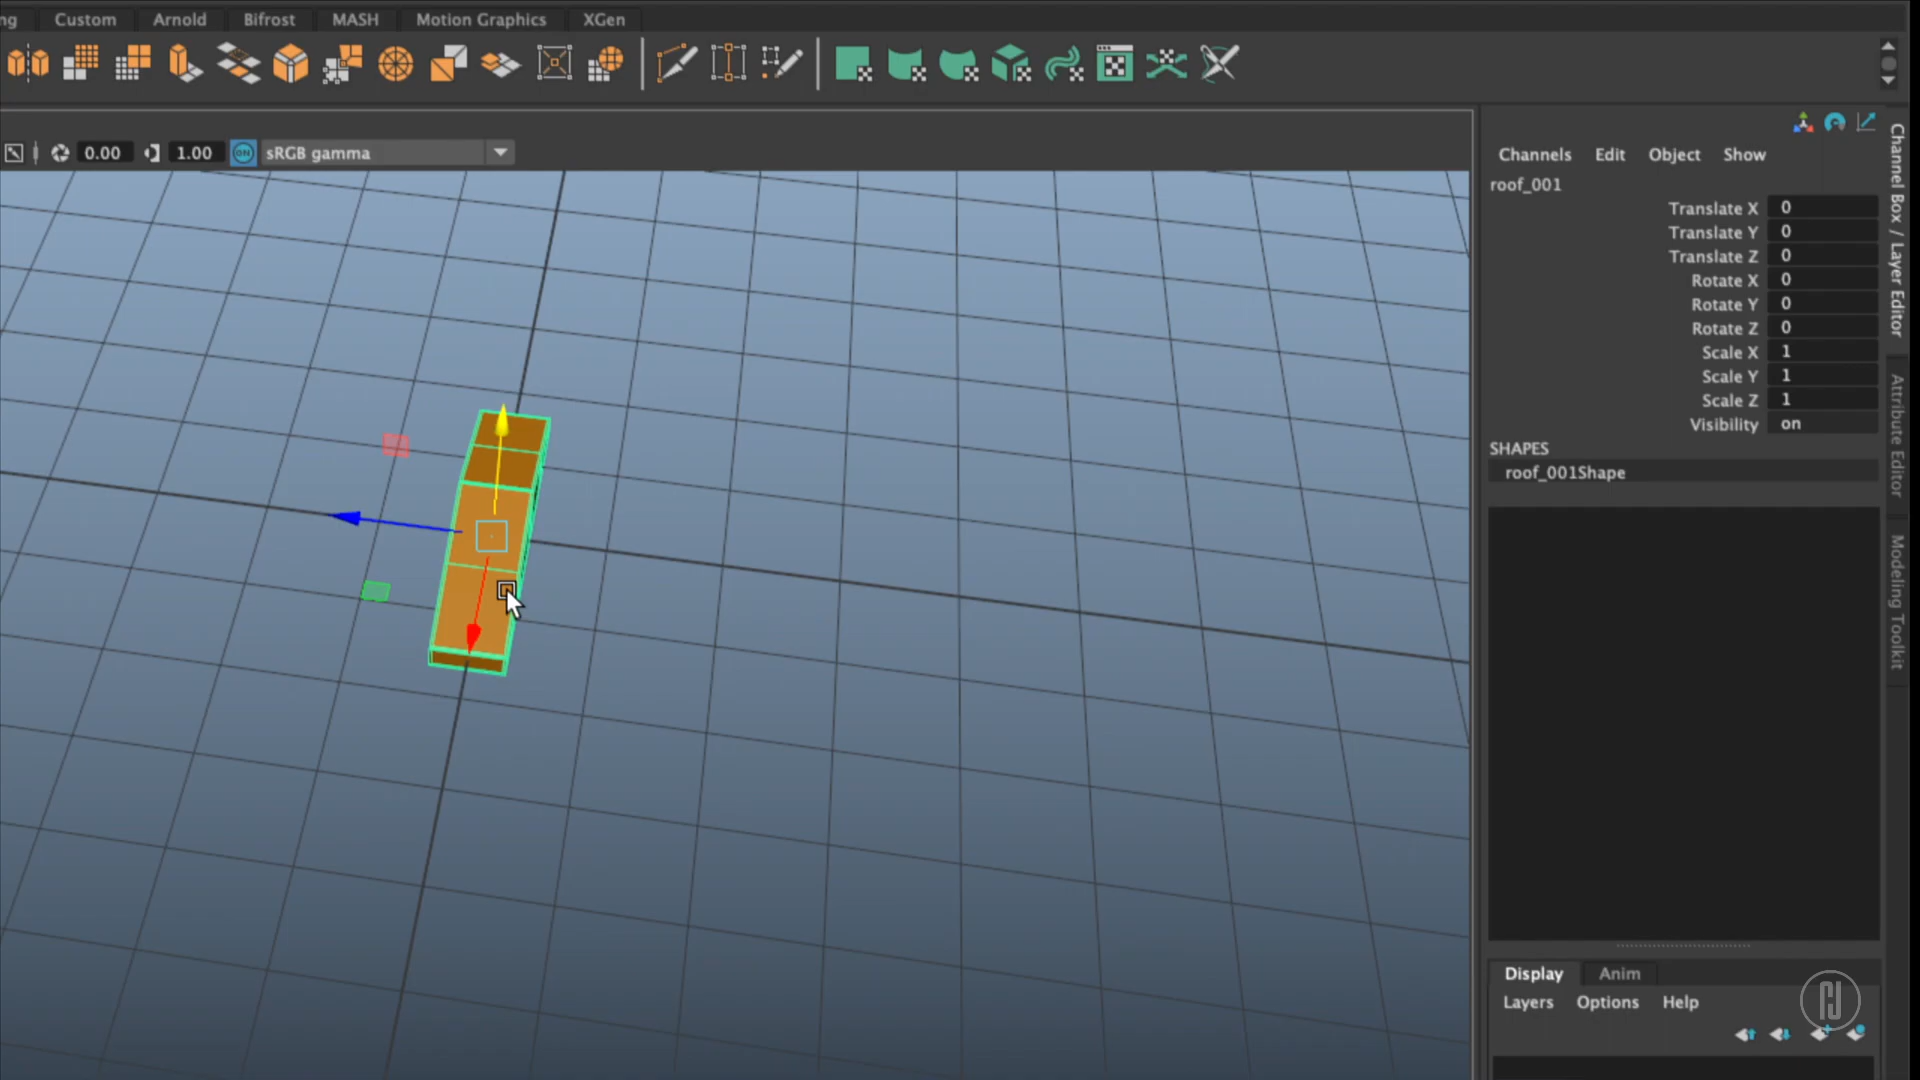 ng Custom Arnold Bifrost MASH Motion Graphics XGen
0.00 1.00 ON sRGB gamma
Channels Edit Object Show
roof_001
Translate X 0
Translate Y 0
Translate Z 0
Rotate X 0
Rotate Y 0
Rotate Z 0
Scale X 1
Scale Y 1
Scale Z 1
Visibility on
SHAPES
roof_001Shape
Channel Box / Layer Editor
Attribute Editor
Modeling Toolkit
Display Anim
Layers Options Help